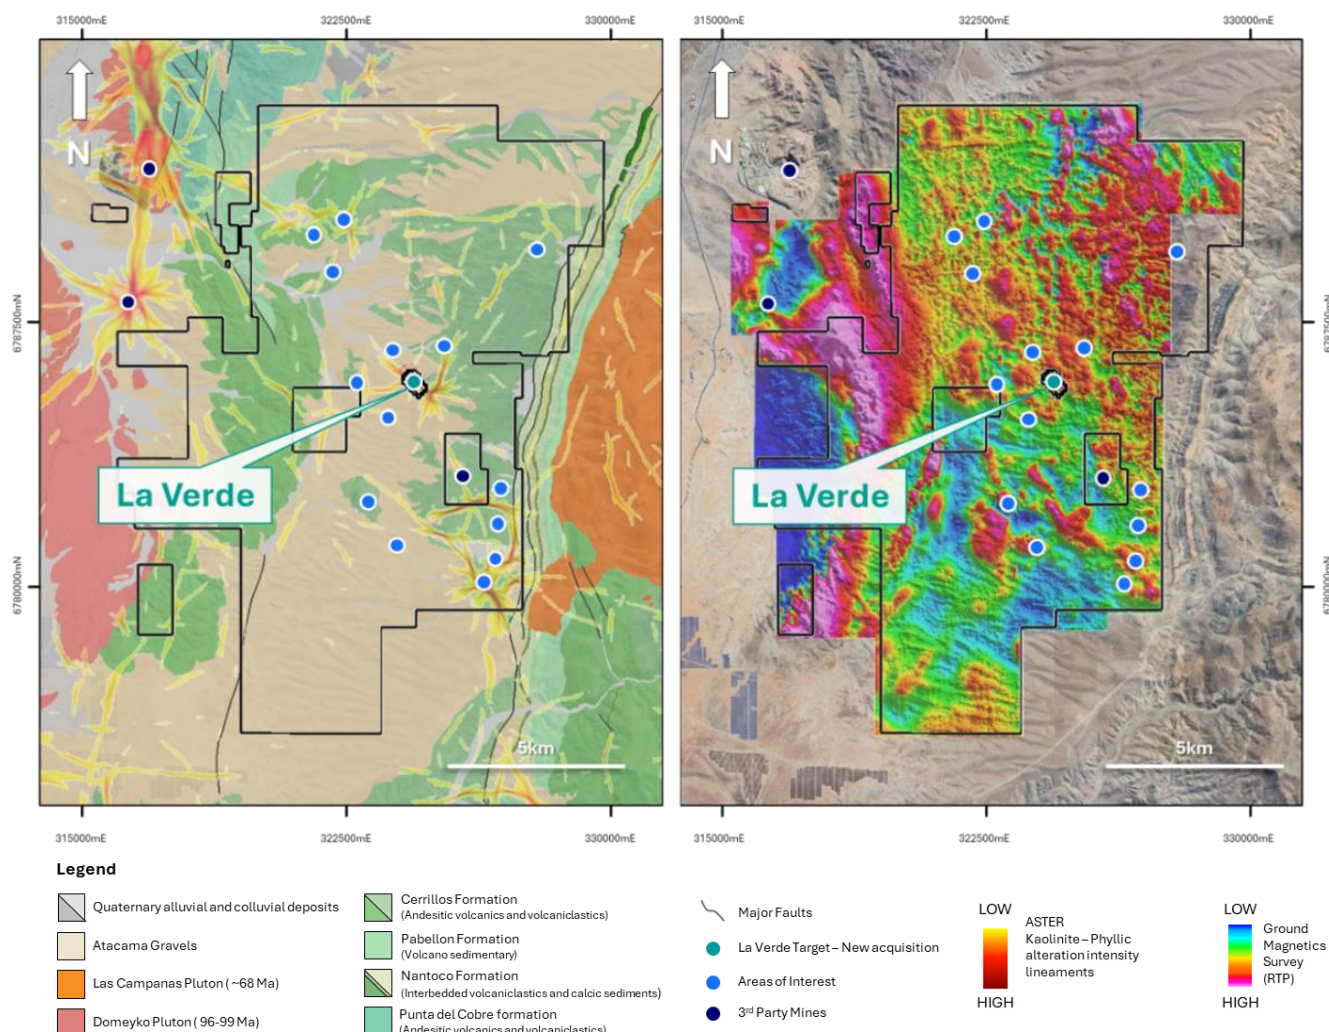 315000mE
322500mE
330000mE
315000mE
322500mE
330000mE
N
N
6787500mN
6787500mN
La Verde
La Verde
6780000mN
6780000mN
5km
5km
315000mE
322500mE
330000mE
315000mE
322500mE
330000mE
Legend
Quaternary alluvial and colluvial deposits
Atacama Gravels
Las Campanas Pluton ( ~68 Ma)
Domeyko Pluton ( 96-99 Ma)
Cerrillos Formation
(Andesitic volcanics and volcaniclastics)
Pabellon Formation
(Volcano sedimentary)
Nantoco Formation
(Interbedded volcaniclastics and calcic sediments)
Punta del Cobre formation
(Andesitic volcanics and volcaniclastics)
Major Faults
La Verde Target – New acquisition
Areas of Interest
3rd Party Mines
LOW
ASTER
Kaolinite – Phyllic
alteration intensity
lineaments
HIGH
LOW
Ground
Magnetics
Survey
(RTP)
HIGH